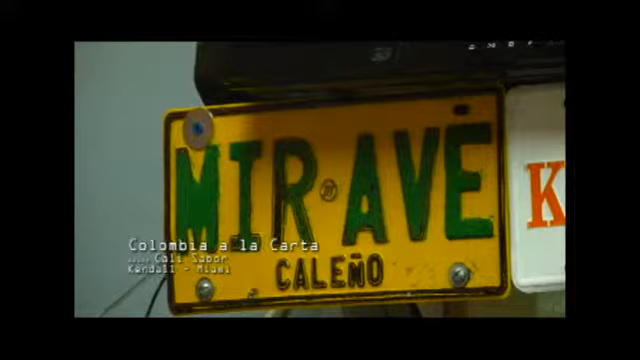 MIR AVE
CALEÑO
K
Colombia a la Carta
Cali Sabor
Kendall - Miami